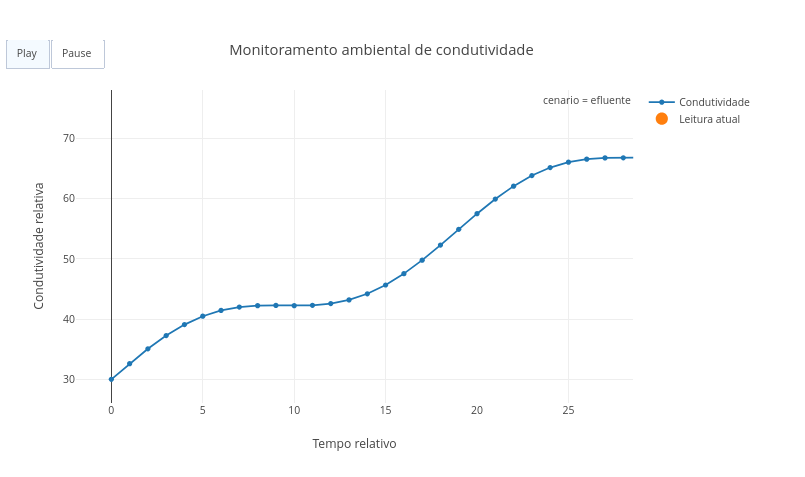 Play
Pause
Monitoramento ambiental de condutividade
cenario = efluente
Condutividade
Leitura atual
Condutividade relativa
70
60
50
40
30
0
5
10
15
20
25
Tempo relativo